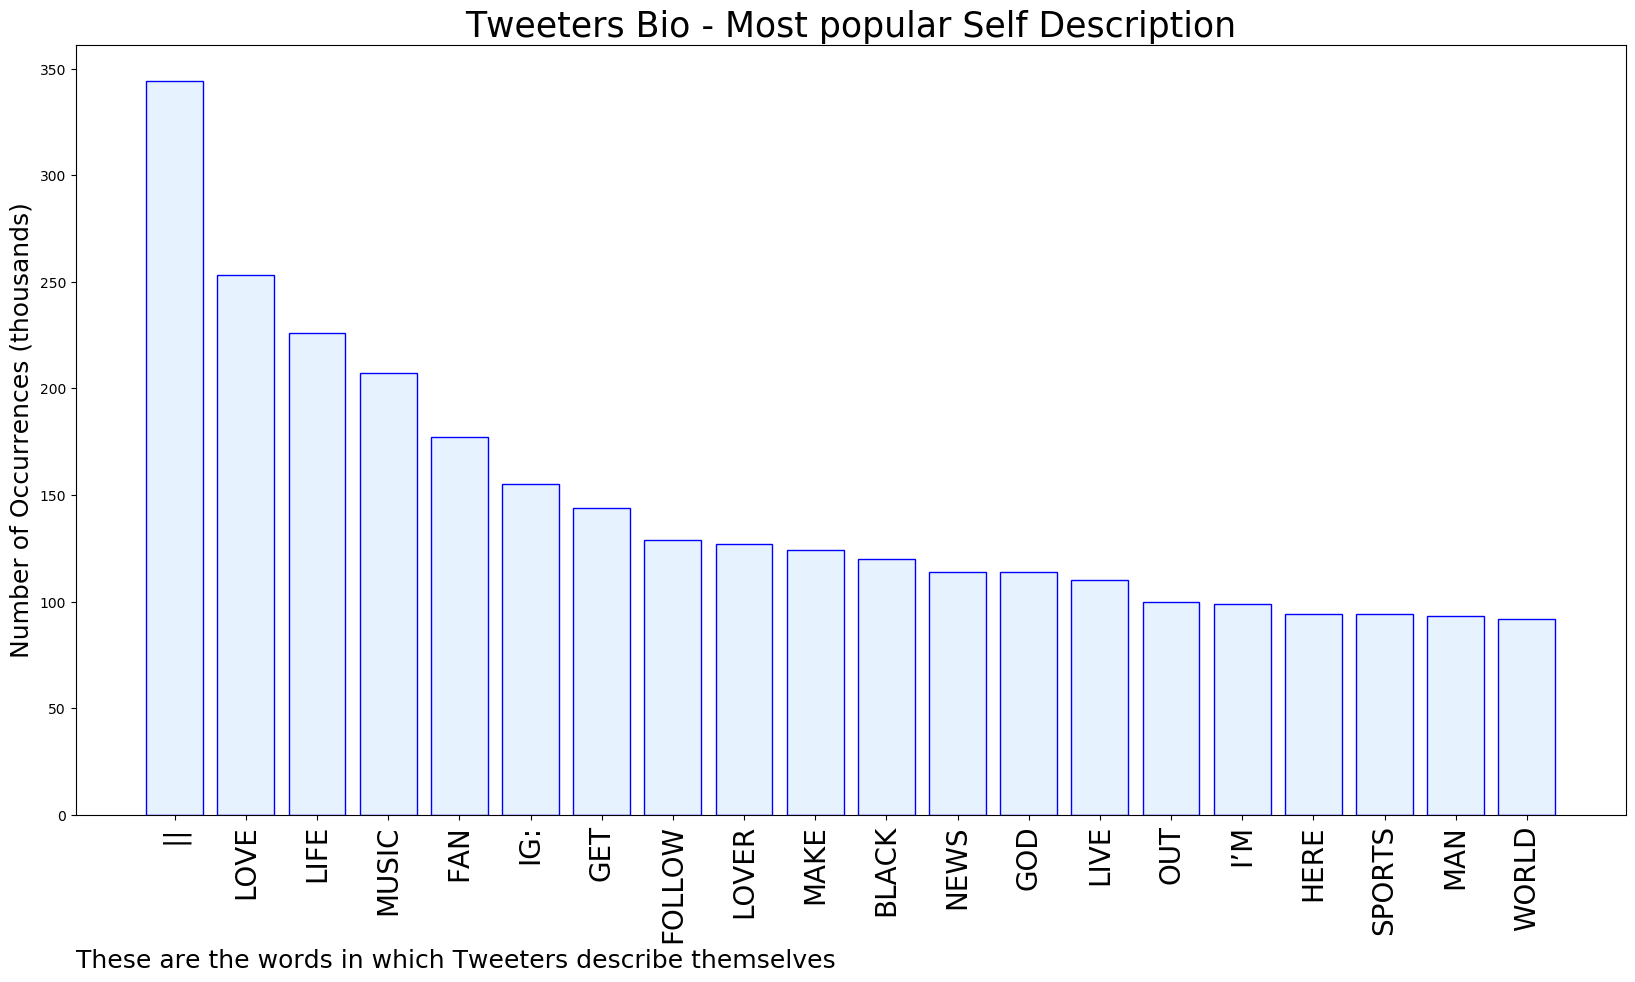 Tweeters Bio - Most popular Self Description
Number of Occurrences (thousands)
350
300
250
200
150
100
50
0
||
LOVE
LIFE
MUSIC
FAN
IG:
GET
FOLLOW
LOVER
MAKE
BLACK
NEWS
GOD
LIVE
OUT
I’M
HERE
SPORTS
MAN
WORLD
These are the words in which Tweeters describe themselves